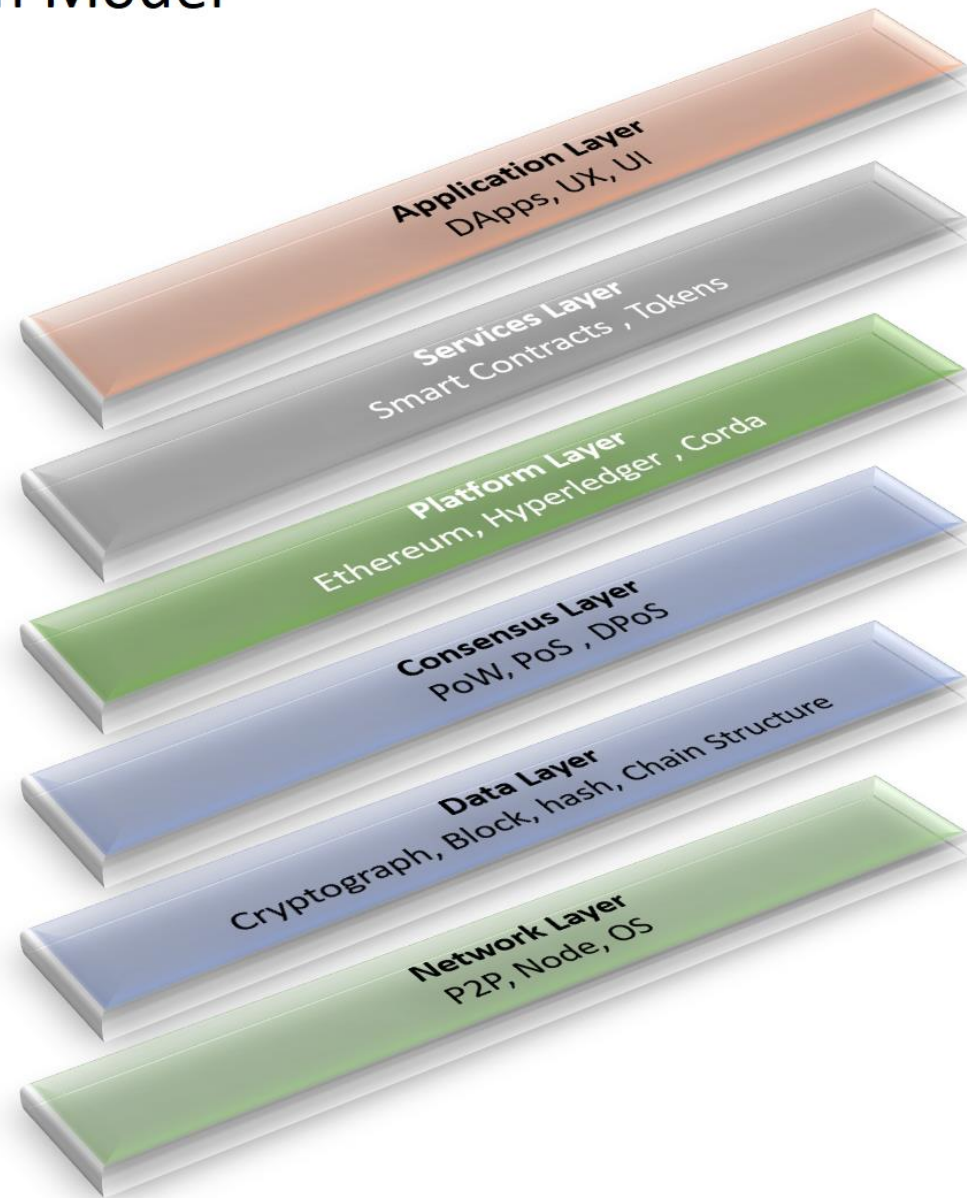 Model
Application Layer
DApps, UX, UI
Services Layer
Smart Contracts , Tokens
Platform Layer
Ethereum, Hyperledger , Corda
Consensus Layer
PoW, PoS , DPoS
Data Layer
Cryptograph, Block, hash, Chain Structure
Network Layer
P2P, Node, OS